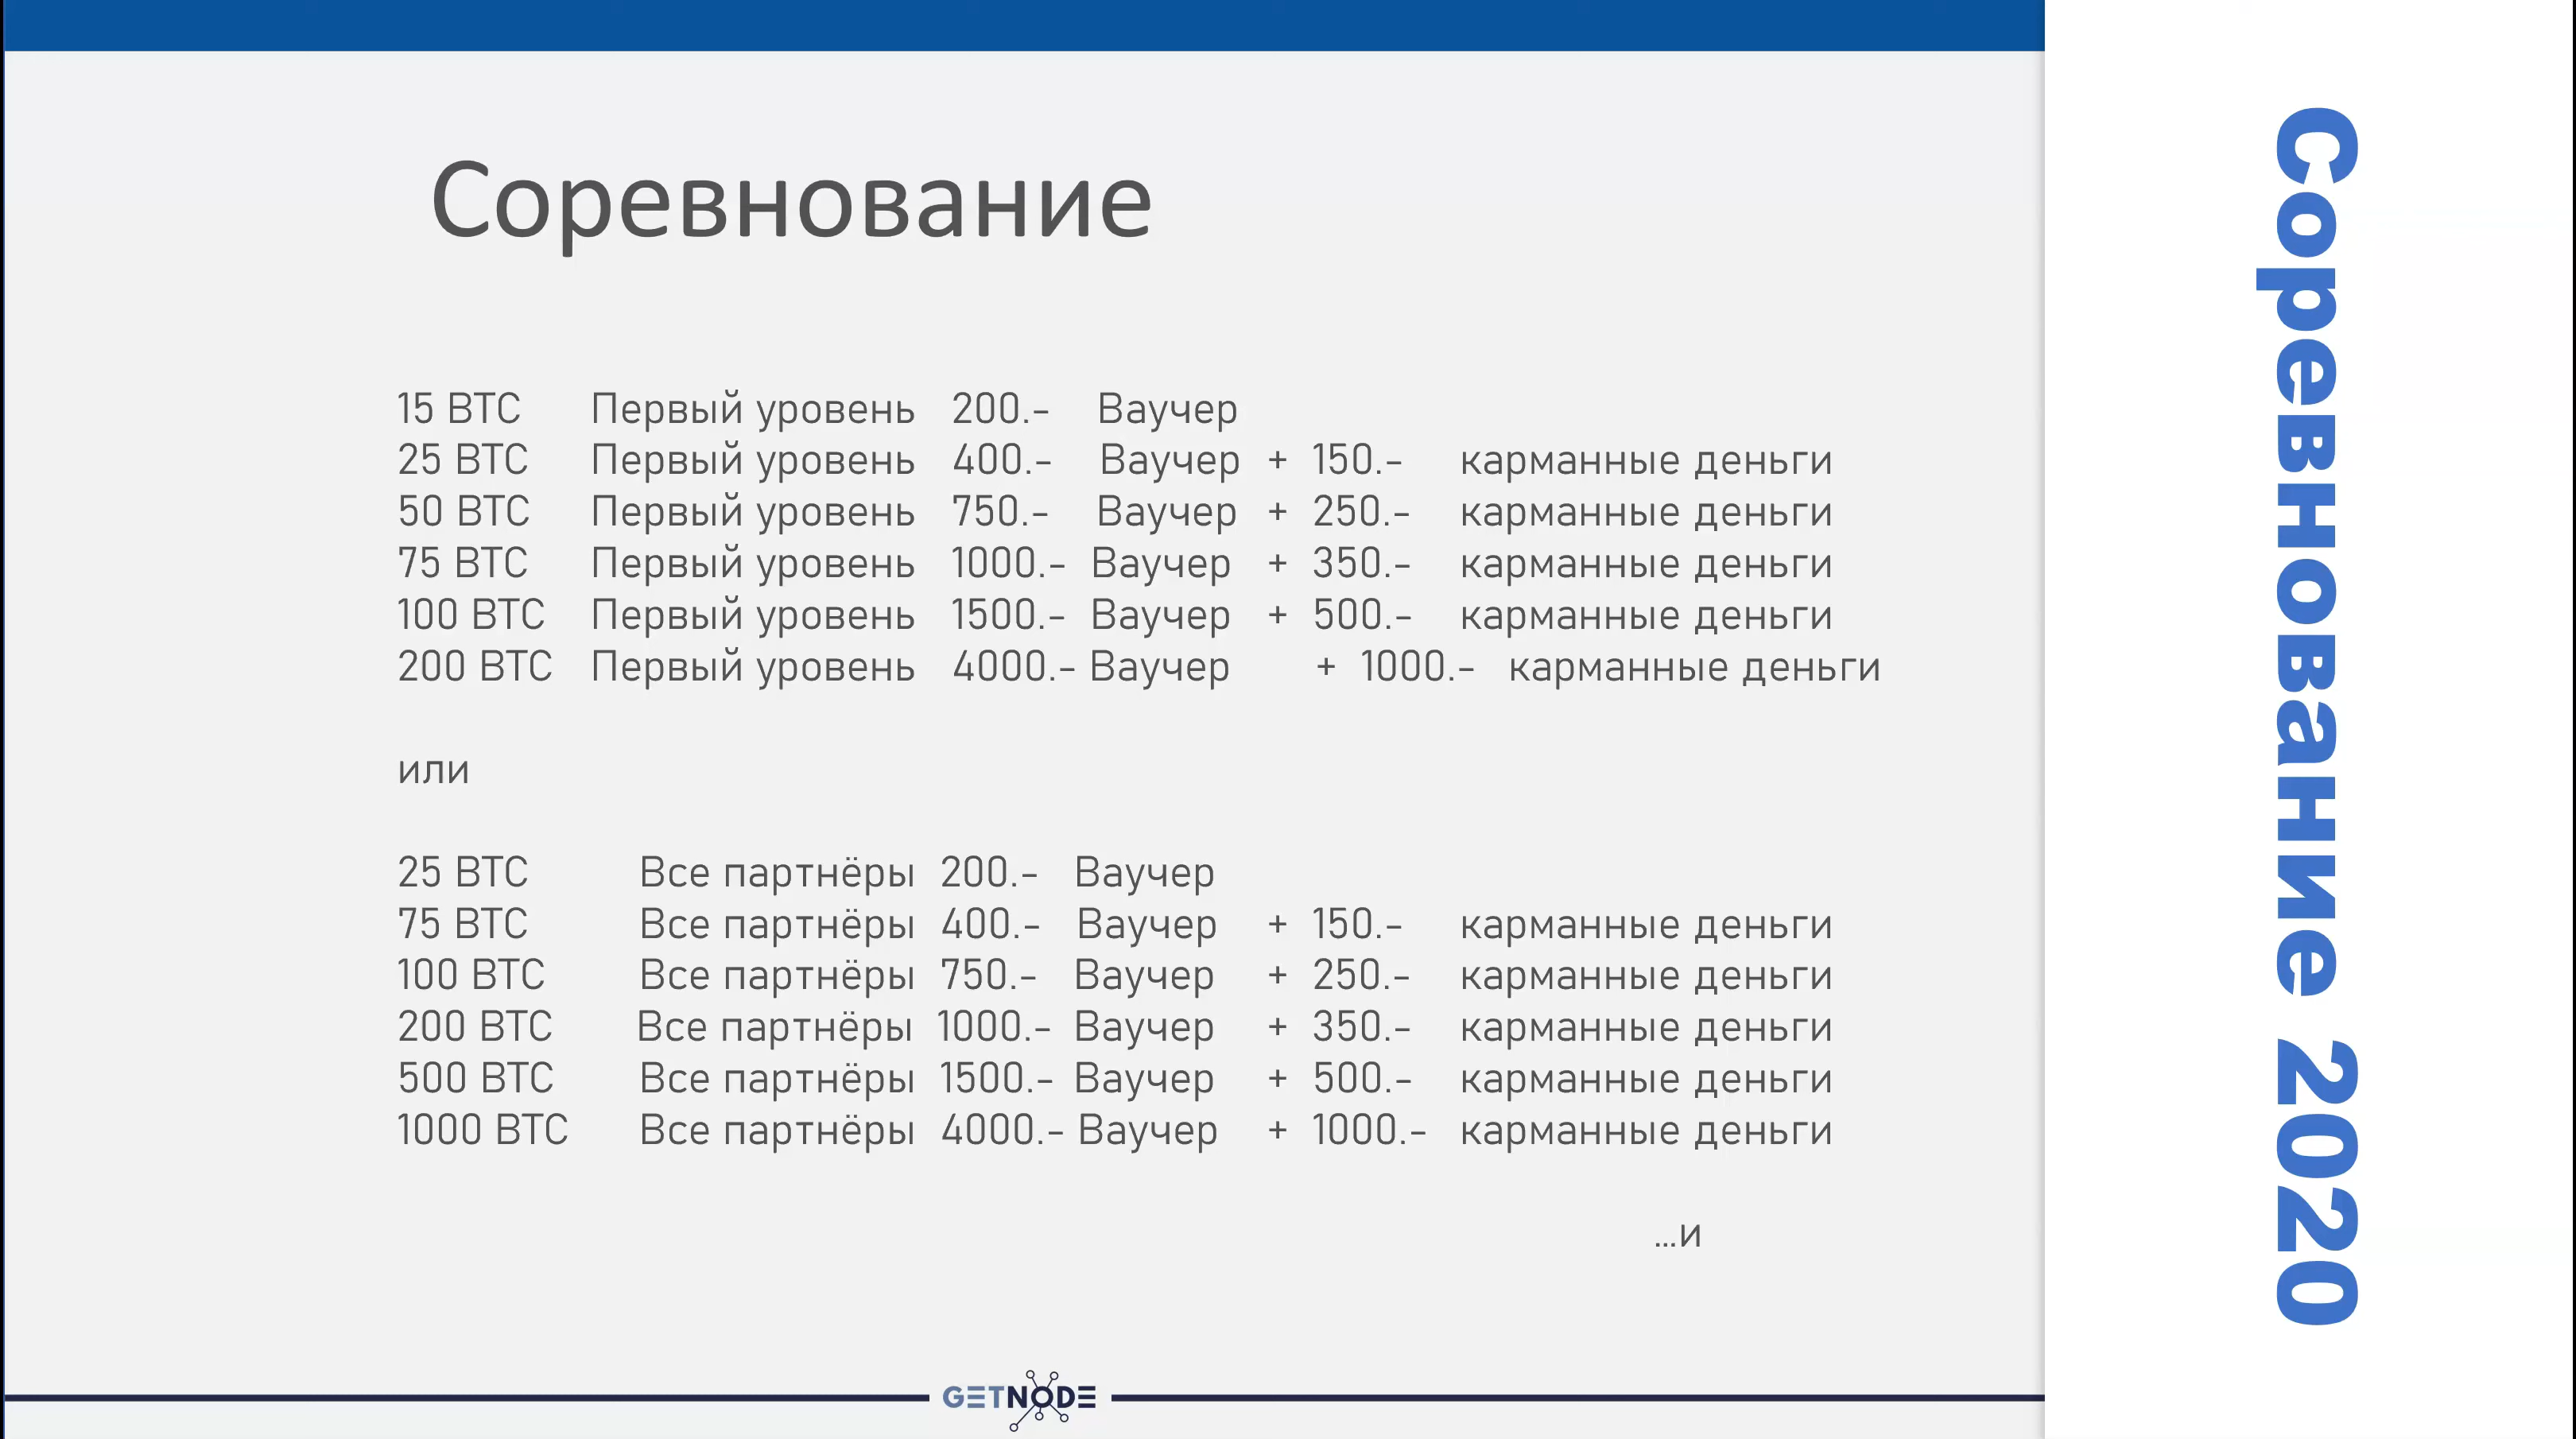 Соревнование
15 BTC Первый уровень 200.- Ваучер
25 BTC Первый уровень 400.- Ваучер + 150.- карманные деньги
50 BTC Первый уровень 750.- Ваучер + 250.- карманные деньги
75 BTC Первый уровень 1000.- Ваучер + 350.- карманные деньги
100 BTC Первый уровень 1500.- Ваучер + 500.- карманные деньги
200 BTC Первый уровень 4000.- Ваучер + 1000.- карманные деньги
или
25 BTC Все партнёры 200.- Ваучер
75 BTC Все партнёры 400.- Ваучер + 150.- карманные деньги
100 BTC Все партнёры 750.- Ваучер + 250.- карманные деньги
200 BTC Все партнёры 1000.- Ваучер + 350.- карманные деньги
500 BTC Все партнёры 1500.- Ваучер + 500.- карманные деньги
1000 BTC Все партнёры 4000.- Ваучер + 1000.- карманные деньги
...и
GETNODE
Соревнование 2020